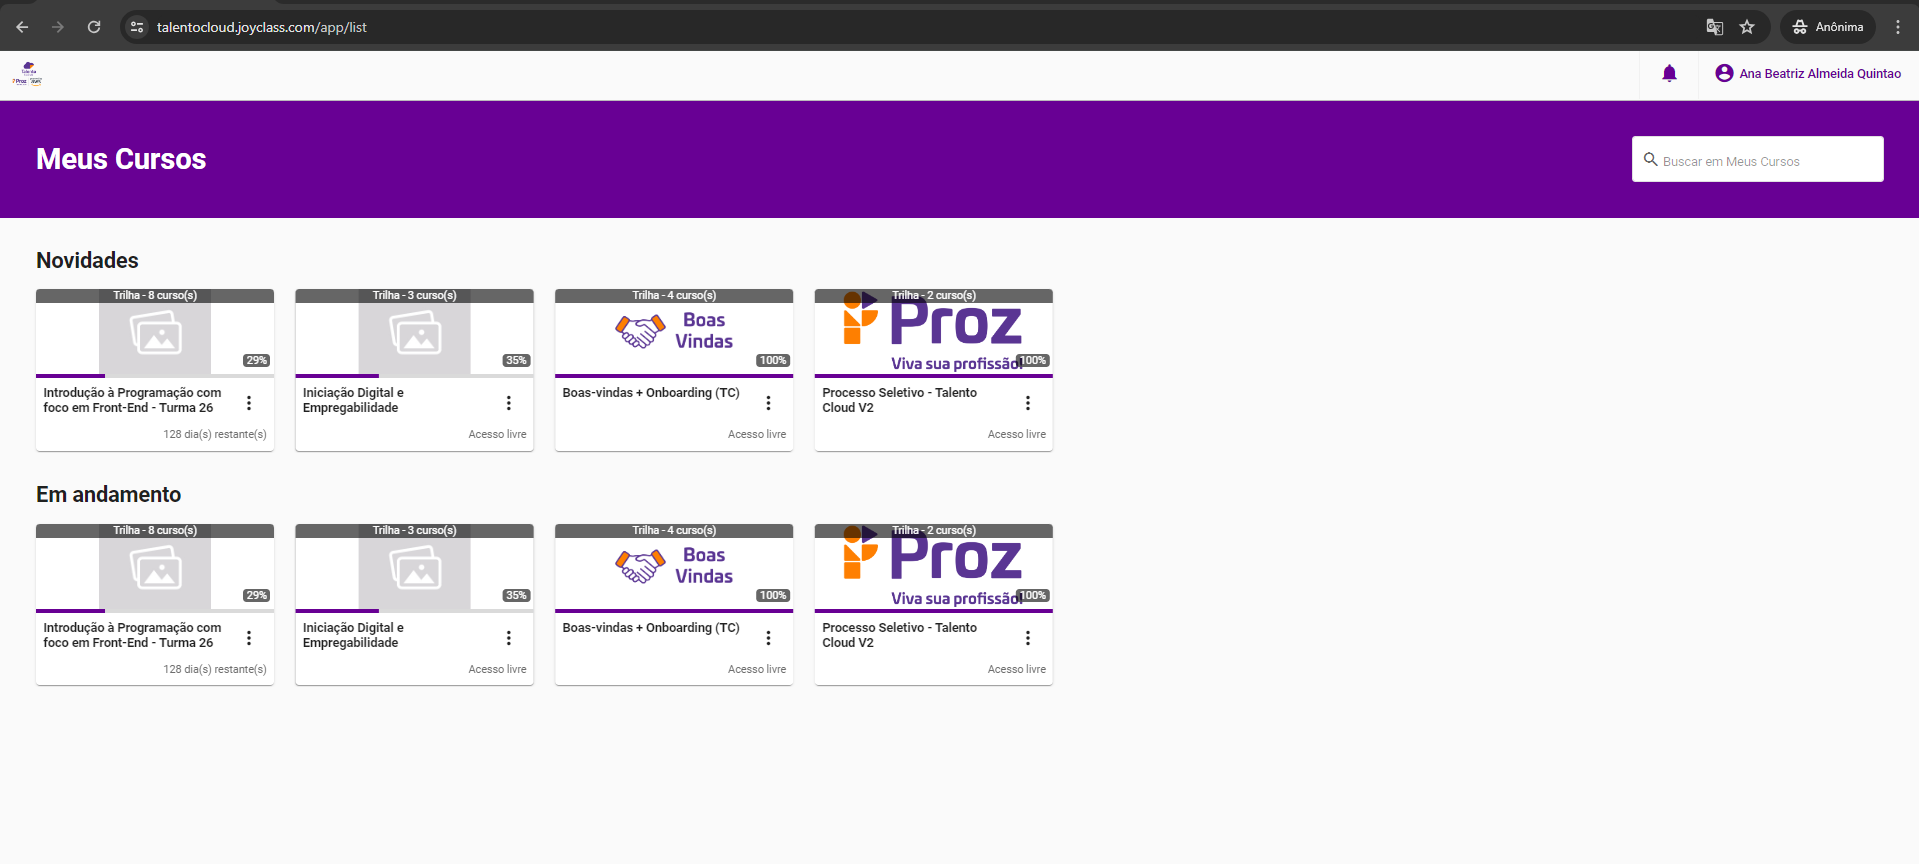 talentocloud.joyclass.com/app/list
Anônima
Ana Beatriz Almeida Quintao
Meus Cursos
Buscar em Meus Cursos
Novidades
Trilha - 8 curso(s)
29%
Introdução à Programação com
foco em Front-End - Turma 26
128 dia(s) restante(s)
Trilha - 3 curso(s)
35%
Iniciação Digital e
Empregabilidade
Acesso livre
Trilha - 4 curso(s)
Boas
Vindas
100%
Boas-vindas + Onboarding (TC)
Acesso livre
Trilha - 2 curso(s)
Proz
Viva sua profissão!
100%
Processo Seletivo - Talento
Cloud V2
Acesso livre
Em andamento
Trilha - 8 curso(s)
29%
Introdução à Programação com
foco em Front-End - Turma 26
128 dia(s) restante(s)
Trilha - 3 curso(s)
35%
Iniciação Digital e
Empregabilidade
Acesso livre
Trilha - 4 curso(s)
Boas
Vindas
100%
Boas-vindas + Onboarding (TC)
Acesso livre
Trilha - 2 curso(s)
Proz
Viva sua profissão!
100%
Processo Seletivo - Talento
Cloud V2
Acesso livre